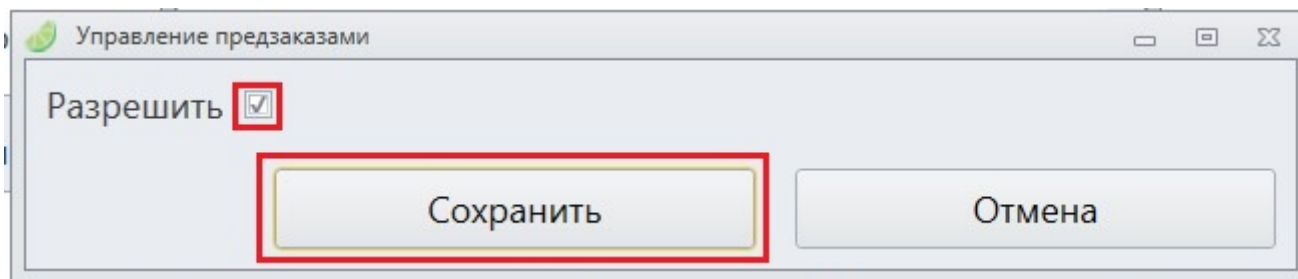 Управление предзаказами
Разрешить
Сохранить Отмена